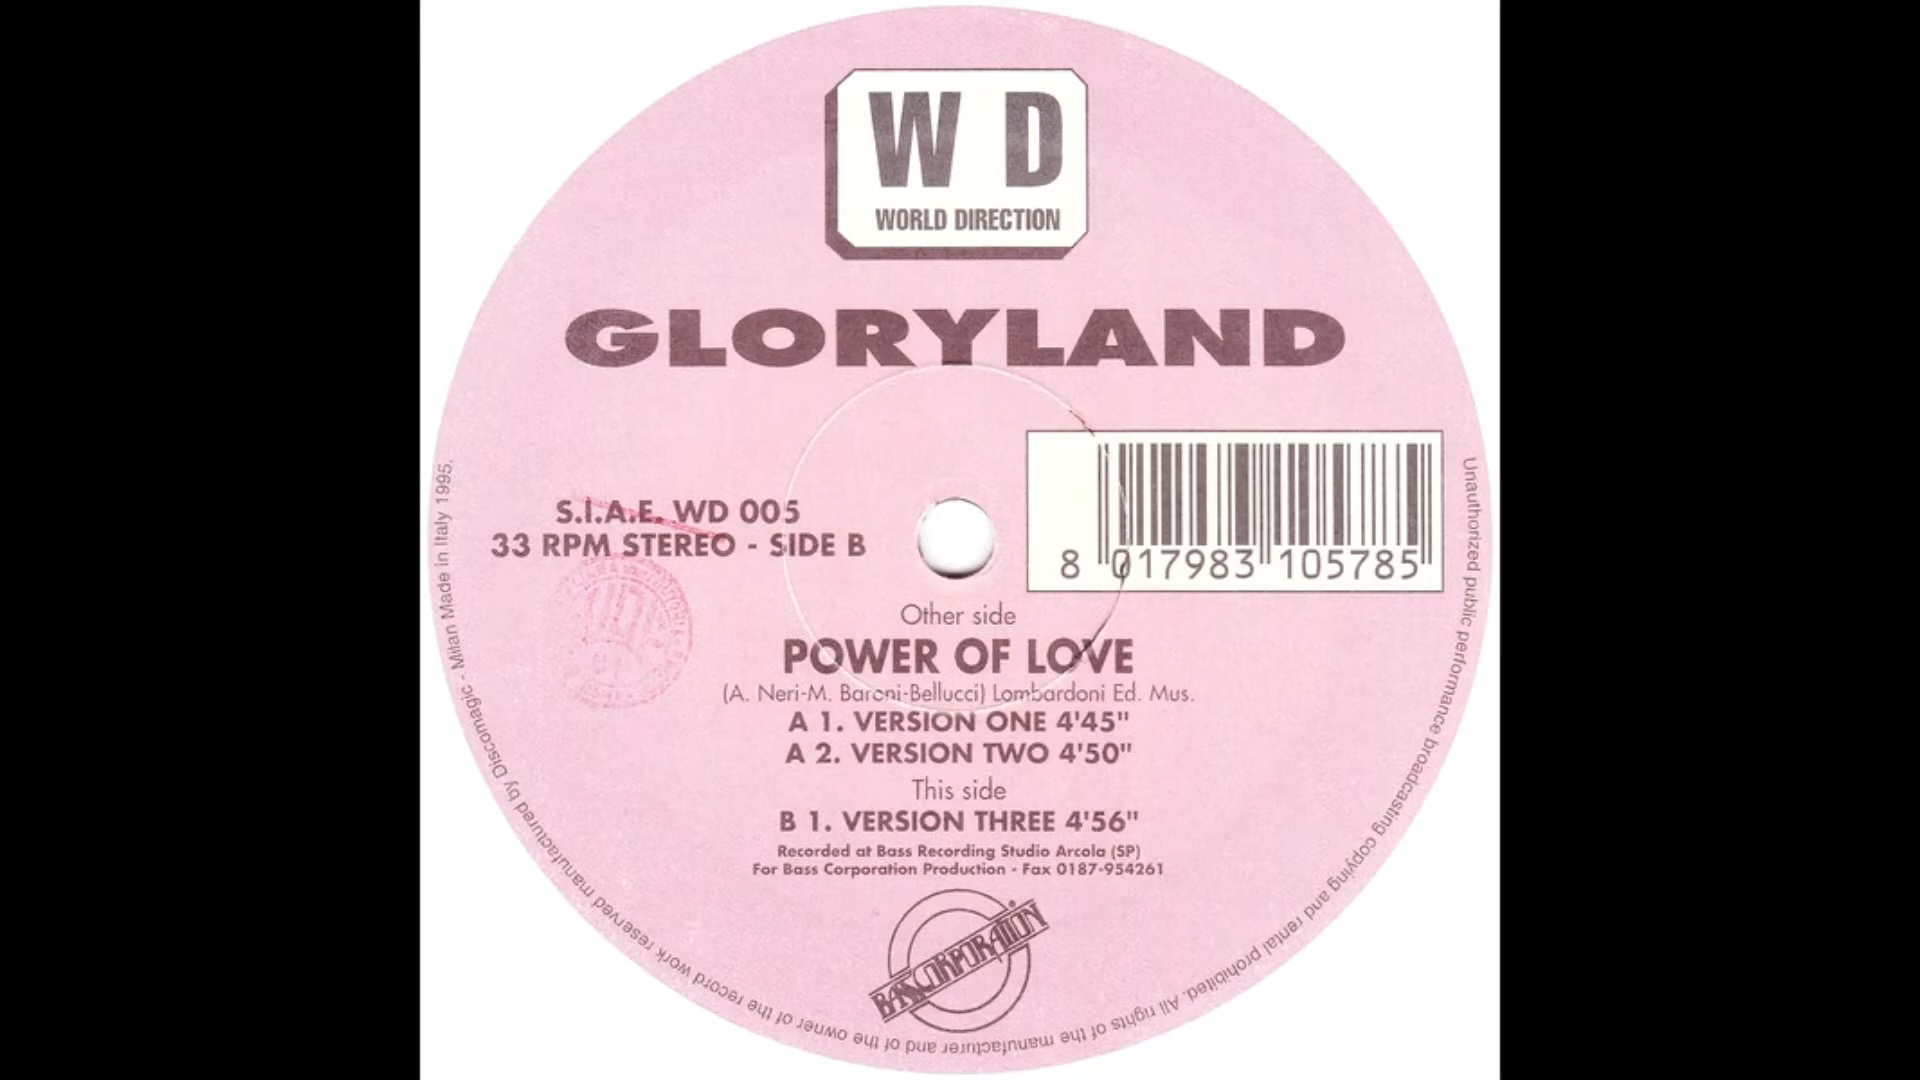 W D
WORLD DIRECTION
GLORYLAND
S.I.A.E. WD 005
33 RPM STEREO - SIDE B
8 017983 105785
Other side
POWER OF LOVE
(A. Neri-M. Baroni-Bellucci) Lombardoni Ed. Mus.
A 1. VERSION ONE 4'45"
A 2. VERSION TWO 4'50"
This side
B 1. VERSION THREE 4'56"
Recorded at Bass Recording Studio Arcola (SP)
For Bass Corporation Production - Fax 0187-954261
BASS CORPORATION
Unauthorized public performance broadcasting copying and rental prohibited. All rights of the manufacturer and of the owner of the record work reserved manufactured by Discomagic - Milan Made in Italy 1995.